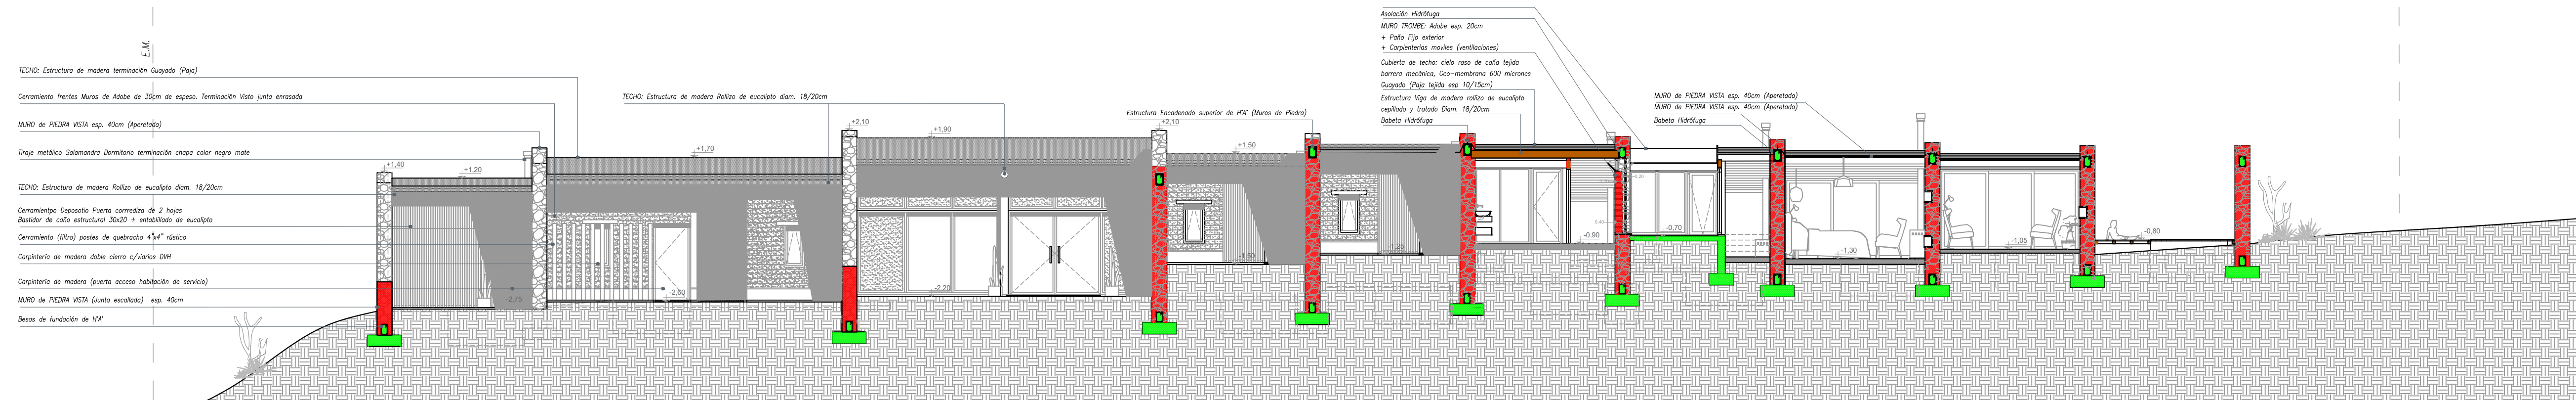 E.M.
TECHO: Estructura de madera terminación Guayado (Paja)
Cerramiento frentes Muros de Adobe de 30cm de espeso. Terminación Visto junta enrasada
MURO de PIEDRA VISTA esp. 40cm (Aperetada)
Tiraje metálico Salamandra Dormitorio terminación chapa color negro mate
TECHO: Estructura de madera Rollizo de eucalipto diam. 18/20cm
Cerramientpo Deposotio Puerta corrrediza de 2 hojas
Bastidor de caño estructural 30x20 + entablillado de eucalipto
Cerramiento (filtro) postes de quebracho 4"x4" rústico
Carpintería de madera doble cierra c/vidrios DVH
Carpintería de madera (puerta acceso habitación de servicio)
MURO de PIEDRA VISTA (Junta escallada) esp. 40cm
Besas de fundación de H°A°
TECHO: Estructura de madera Rollizo de eucalipto diam. 18/20cm
Estructura Encadenado superior de H°A° (Muros de Piedra)
Asolación Hidrófuga
MURO TROMBE: Adobe esp. 20cm
+ Paño Fijo exterior
+ Carpienterias moviles (ventilaciones)
Cubierta de techo: cielo raso de caña tejida
barrera mecánica, Geo-membrana 600 micrones
Guayado (Paja tejida esp 10/15cm)
Estructura Viga de madera rollizo de eucalipto
cepillado y tratado Diam. 18/20cm
Babeta Hidrófuga
MURO de PIEDRA VISTA esp. 40cm (Aperetada)
MURO de PIEDRA VISTA esp. 40cm (Aperetada)
Babeta Hidrófuga
+1,40
+1,20
+1,70
+2,10
+1,90
+2,10
+1,50
-2,75
-2,60
-2,20
-1,50
-1,25
-0,90
-0,70
-1,30
-1,05
-0,80